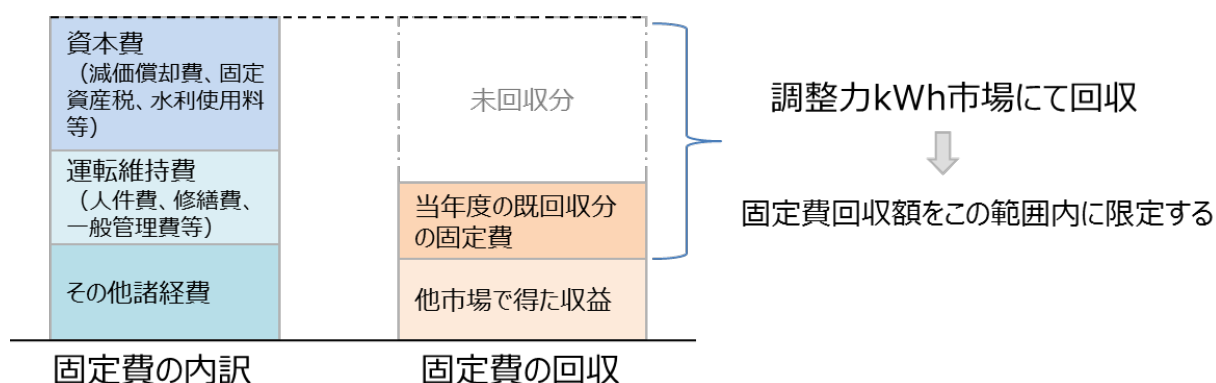 資本費
（減価償却費、固定
資産税、水利使用料
等）
運転維持費
（人件費、修繕費、
一般管理費等）
その他諸経費
固定費の内訳
未回収分
当年度の既回収分
の固定費
他市場で得た収益
固定費の回収
調整力kWh市場にて回収
固定費回収額をこの範囲内に限定する